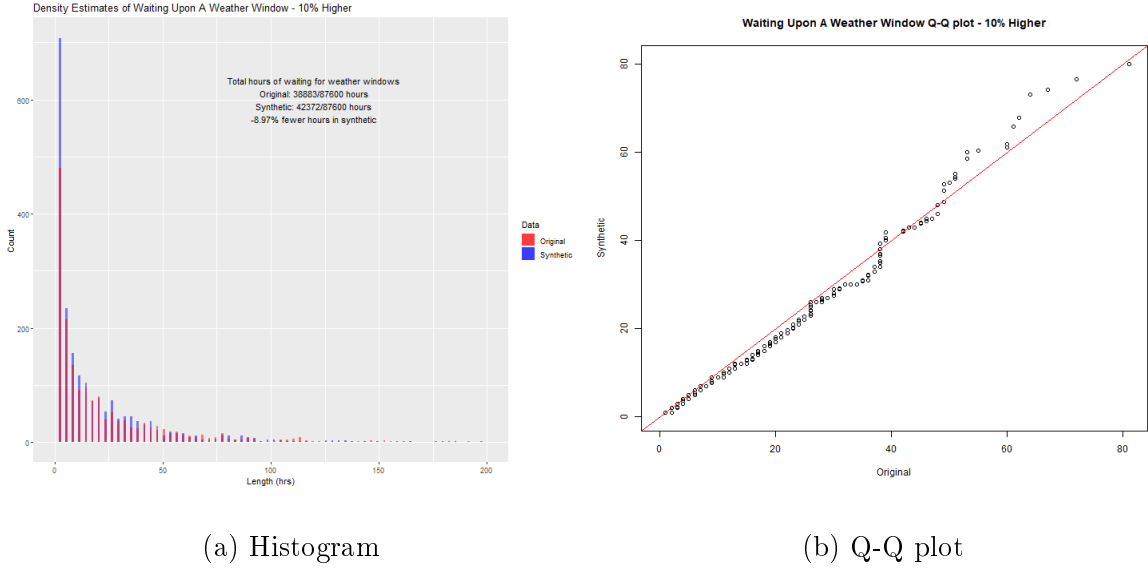 Density Estimates of Waiting Upon A Weather Window - 10% Higher
Total hours of waiting for weather windows
Original: 38883/87600 hours
Synthetic: 42372/87600 hours
-8.97% fewer hours in synthetic
Count
600
400
200
0
0
50
100
150
200
Length (hrs)
Data
Original
Synthetic
(a) Histogram
Waiting Upon A Weather Window Q-Q plot - 10% Higher
Synthetic
80
60
40
20
0
0
20
40
60
80
Original
(b) Q-Q plot